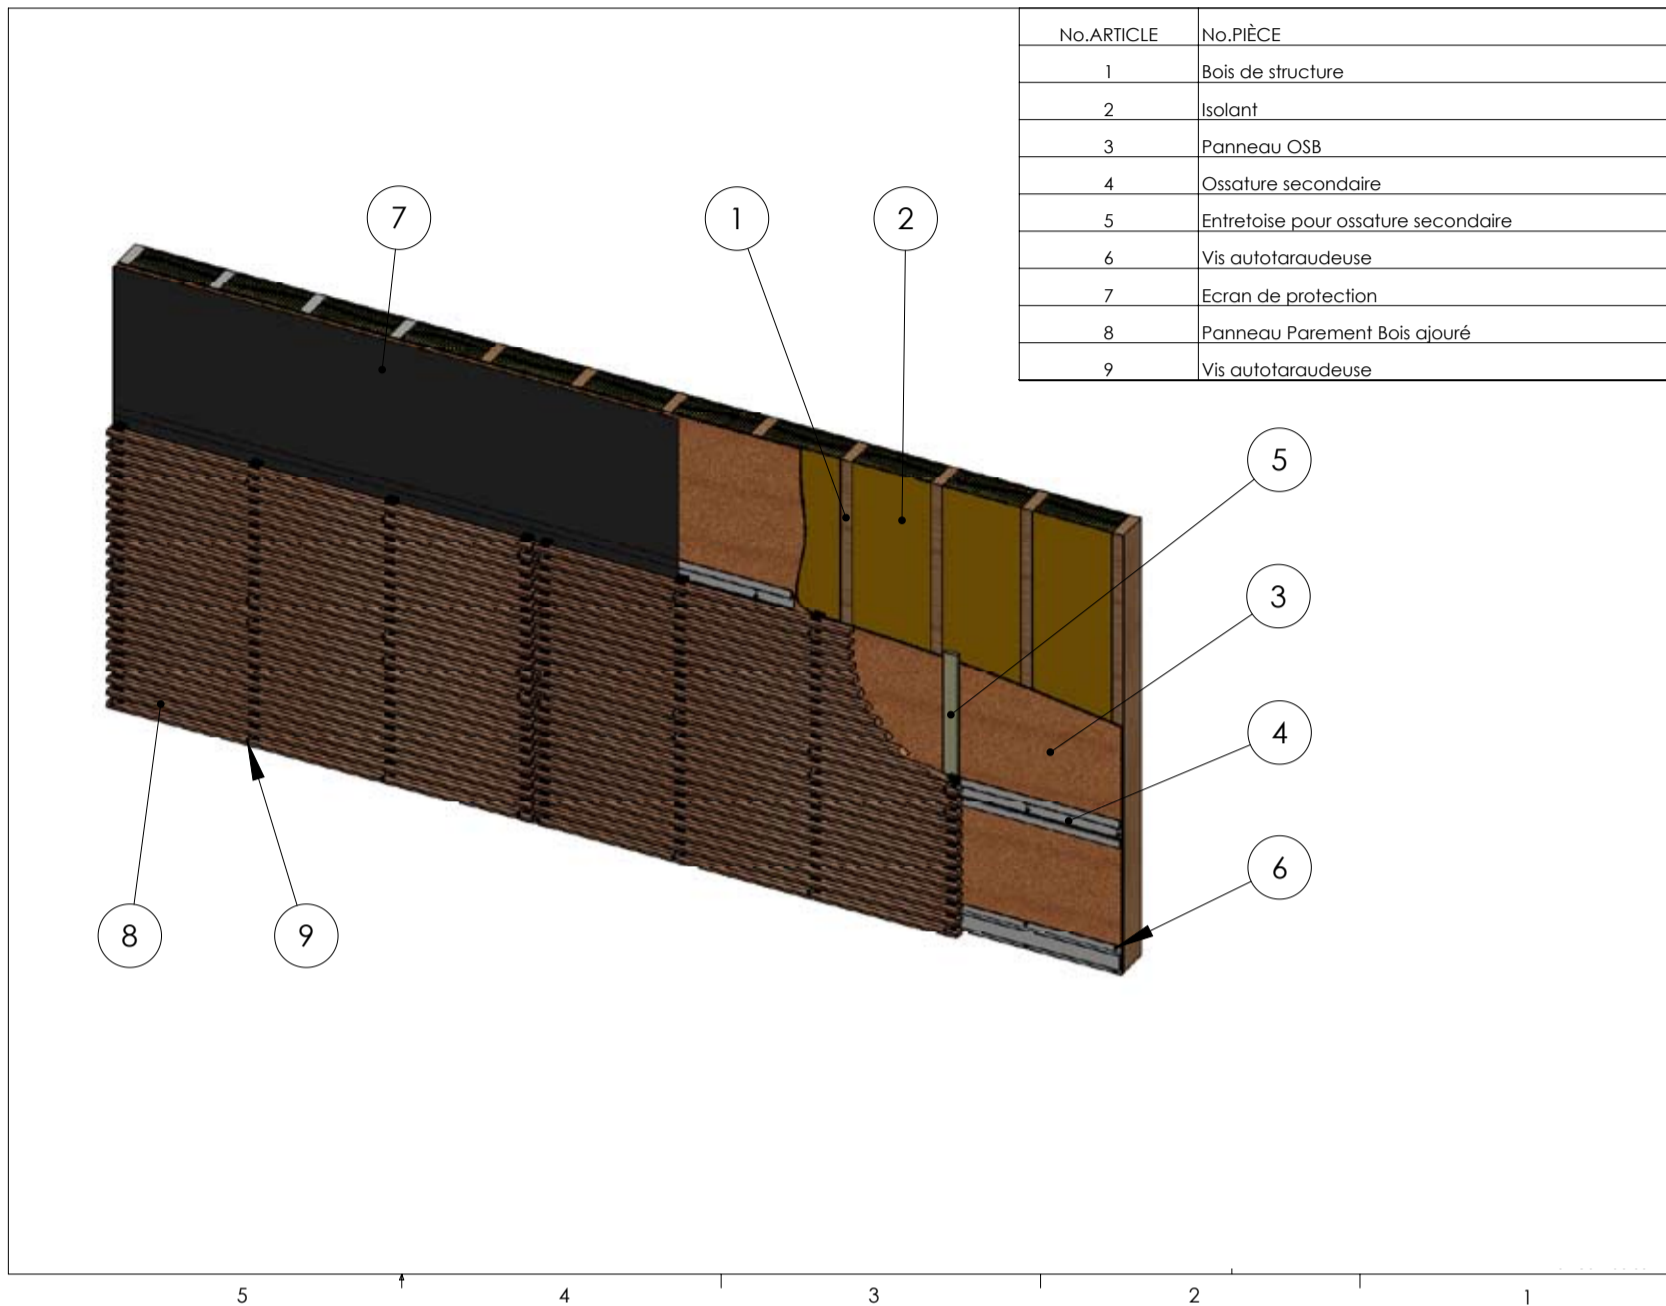 No.ARTICLE No.PIÈCE
1 Bois de structure
2 Isolant
3 Panneau OSB
4 Ossature secondaire
5 Entretoise pour ossature secondaire
6 Vis autotaraudeuse
7 Ecran de protection
8 Panneau Parement Bois ajouré
9 Vis autotaraudeuse
7 1 2
5
3
4
6
8 9
5 4 3 2 1